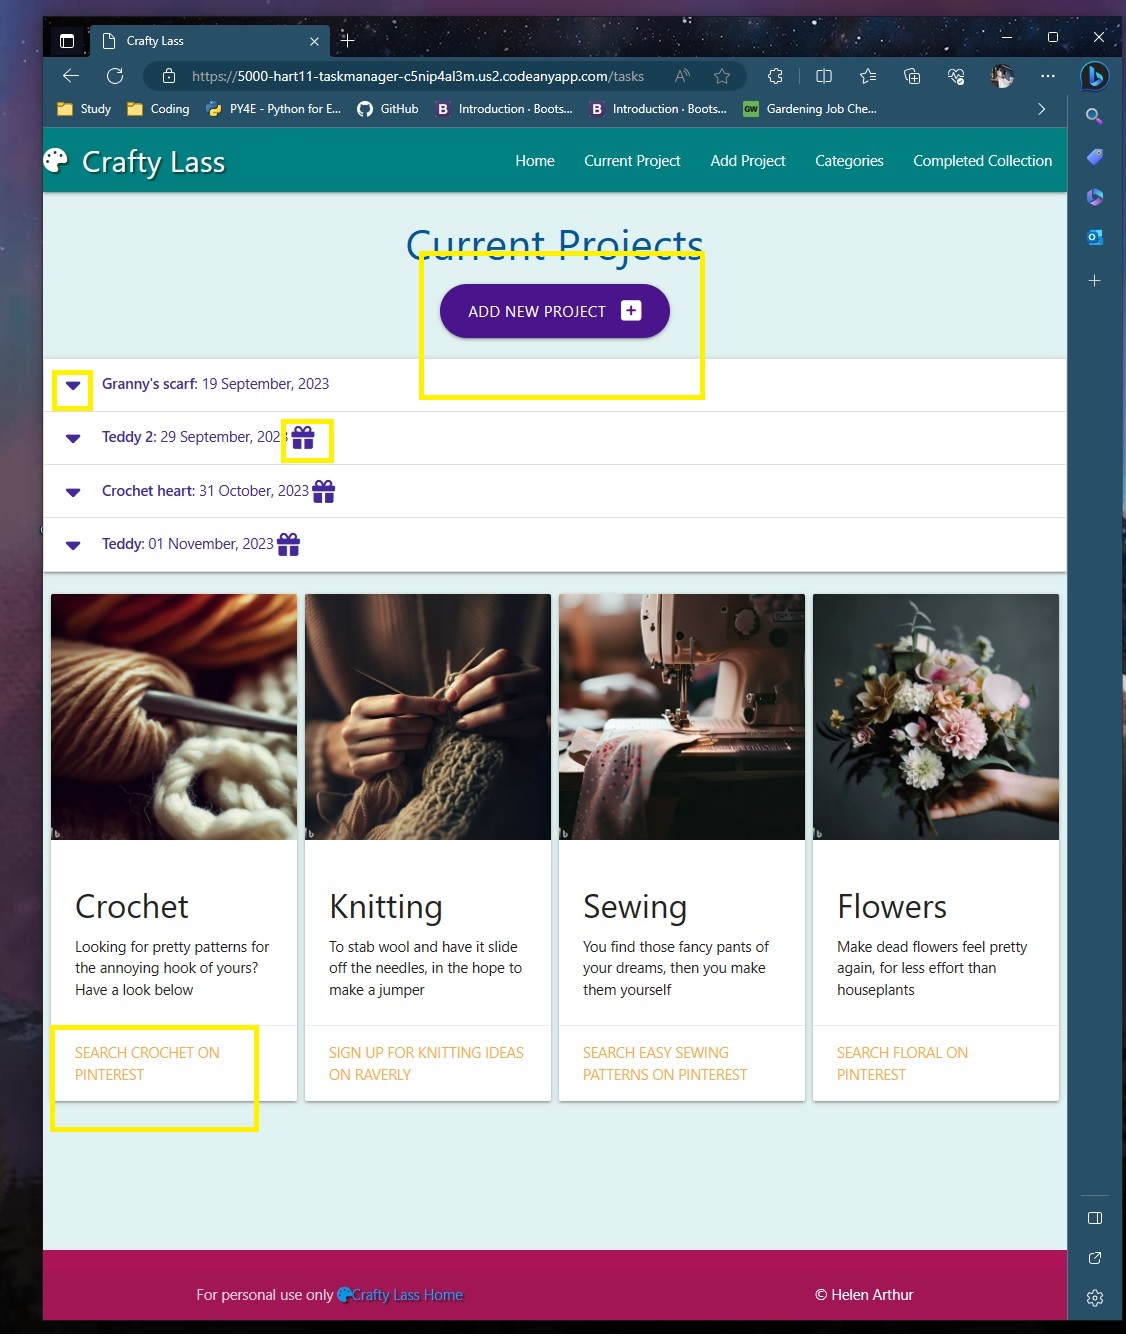 Crafty Lass
https://5000-hart11-taskmanager-c5nip4al3m.us2.codeanyapp.com/tasks
Study Coding PY4E - Python for E... GitHub B Introduction · Boots... B Introduction · Boots... GW Gardening Job Che...
Crafty Lass
Home Current Project Add Project Categories Completed Collection
Current Projects
ADD NEW PROJECT
Granny's scarf: 19 September, 2023
Teddy 2: 29 September, 2023
Crochet heart: 31 October, 2023
Teddy: 01 November, 2023
Crochet
Looking for pretty patterns for
the annoying hook of yours?
Have a look below
SEARCH CROCHET ON
PINTEREST
Knitting
To stab wool and have it slide
off the needles, in the hope to
make a jumper
SIGN UP FOR KNITTING IDEAS
ON RAVERLY
Sewing
You find those fancy pants of
your dreams, then you make
them yourself
SEARCH EASY SEWING
PATTERNS ON PINTEREST
Flowers
Make dead flowers feel pretty
again, for less effort than
houseplants
SEARCH FLORAL ON
PINTEREST
For personal use only Crafty Lass Home
© Helen Arthur